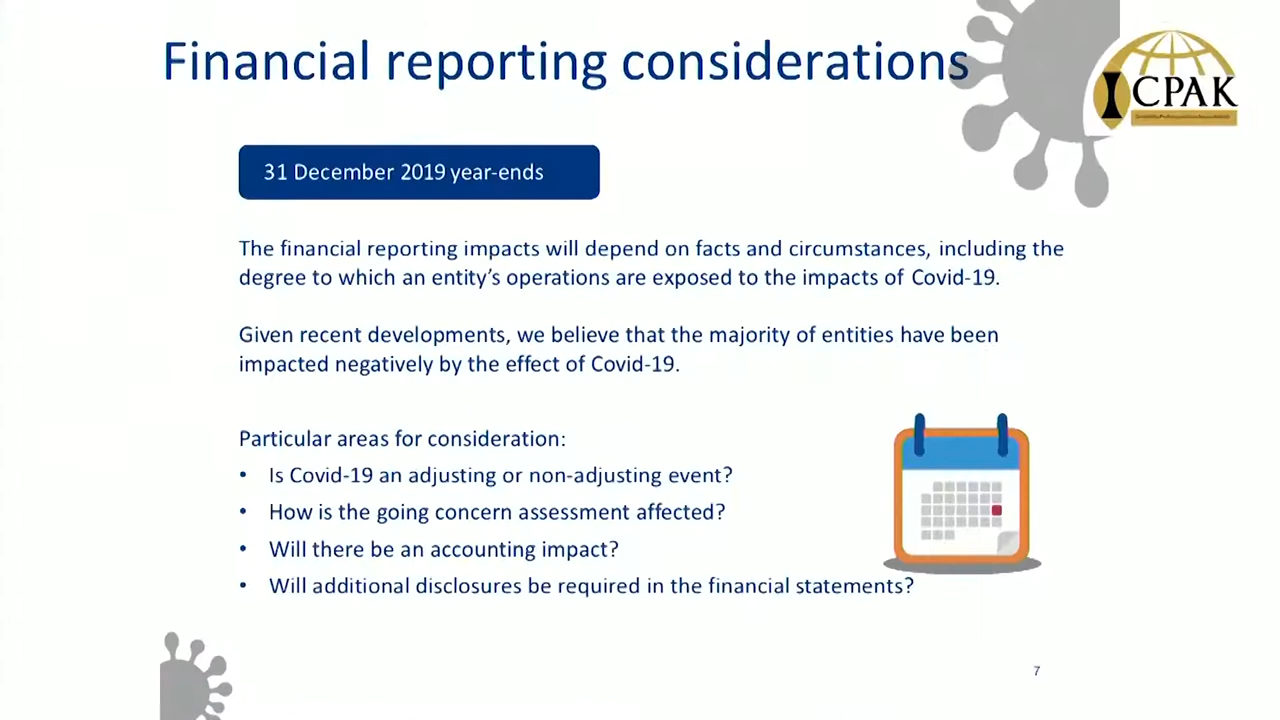 Financial reporting considerations
ICPAK
31 December 2019 year-ends
The financial reporting impacts will depend on facts and circumstances, including the
degree to which an entity’s operations are exposed to the impacts of Covid-19.
Given recent developments, we believe that the majority of entities have been
impacted negatively by the effect of Covid-19.
Particular areas for consideration:
• Is Covid-19 an adjusting or non-adjusting event?
• How is the going concern assessment affected?
• Will there be an accounting impact?
• Will additional disclosures be required in the financial statements?
7